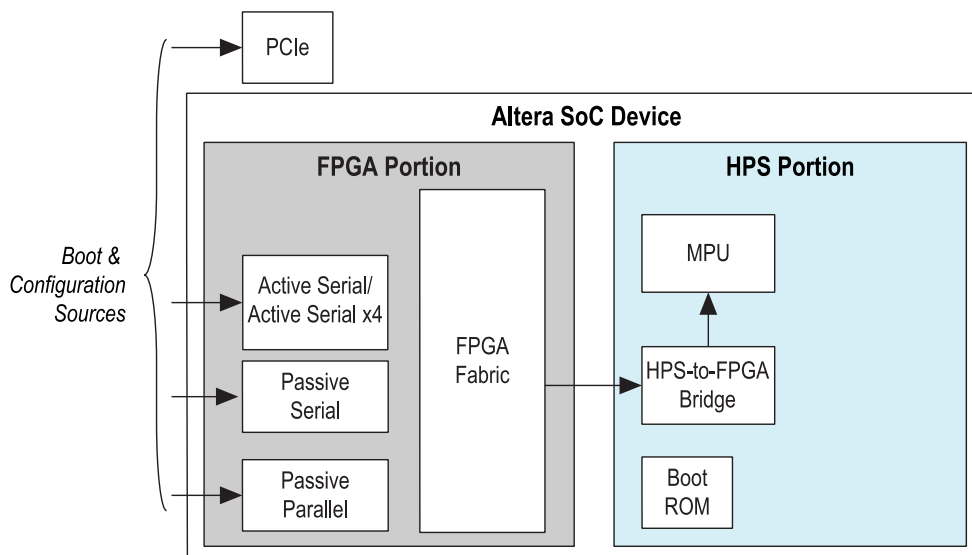 PCIe
Altera SoC Device
FPGA Portion
HPS Portion
Boot &
Configuration
Sources
Active Serial/
Active Serial x4
Passive
Serial
Passive
Parallel
FPGA
Fabric
MPU
HPS-to-FPGA
Bridge
Boot
ROM